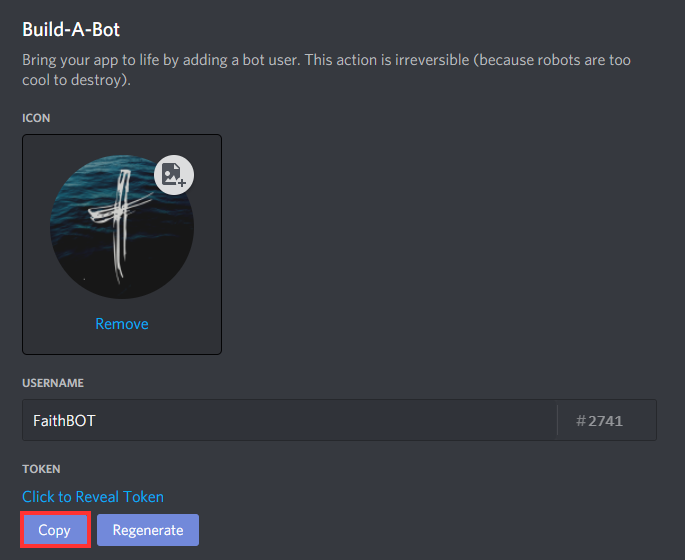 Build-A-Bot
Bring your app to life by adding a bot user. This action is irreversible (because robots are too
cool to destroy).
ICON
Remove
USERNAME
FaithBOT #2741
TOKEN
Click to Reveal Token
Copy Regenerate